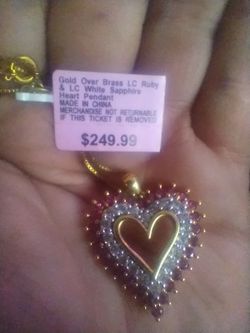 Gold Over Brass LC Ruby
& LC White Sapphire
Heart Pendant
MADE IN CHINA
MERCHANDISE NOT RETURNABLE
IF THIS TICKET IS REMOVED
$249.99